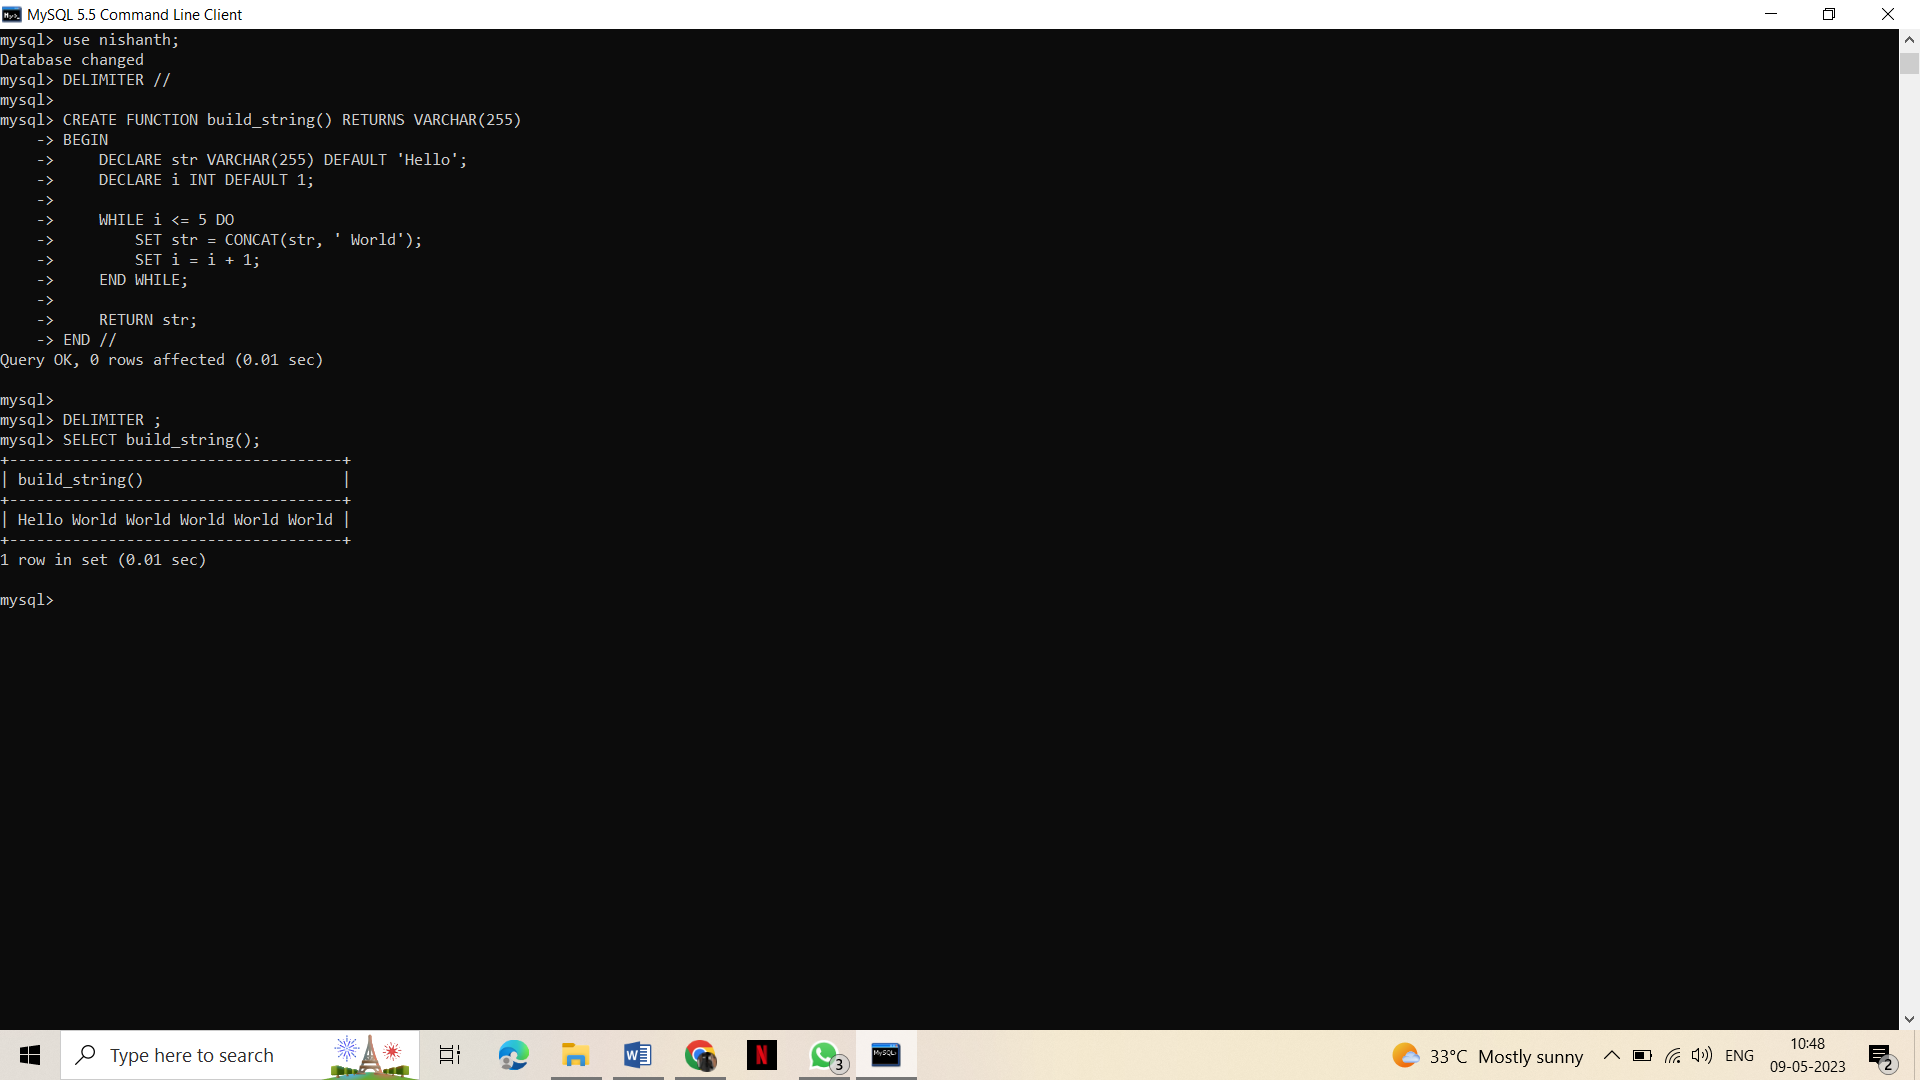 MySQL 5.5 Command Line Client
mysql> use nishanth;
Database changed
mysql> DELIMITER //
mysql>
mysql> CREATE FUNCTION build_string() RETURNS VARCHAR(255)
    -> BEGIN
    ->     DECLARE str VARCHAR(255) DEFAULT 'Hello';
    ->     DECLARE i INT DEFAULT 1;
    ->
    ->     WHILE i <= 5 DO
    ->         SET str = CONCAT(str, ' World');
    ->         SET i = i + 1;
    ->     END WHILE;
    ->
    ->     RETURN str;
    -> END //
Query OK, 0 rows affected (0.01 sec)

mysql>
mysql> DELIMITER ;
mysql> SELECT build_string();
+-------------------------------------+
| build_string()                      |
+-------------------------------------+
| Hello World World World World World |
+-------------------------------------+
1 row in set (0.01 sec)

mysql>
Type here to search
N
3
MySQL
33°C Mostly sunny
ENG
10:48
09-05-2023
2